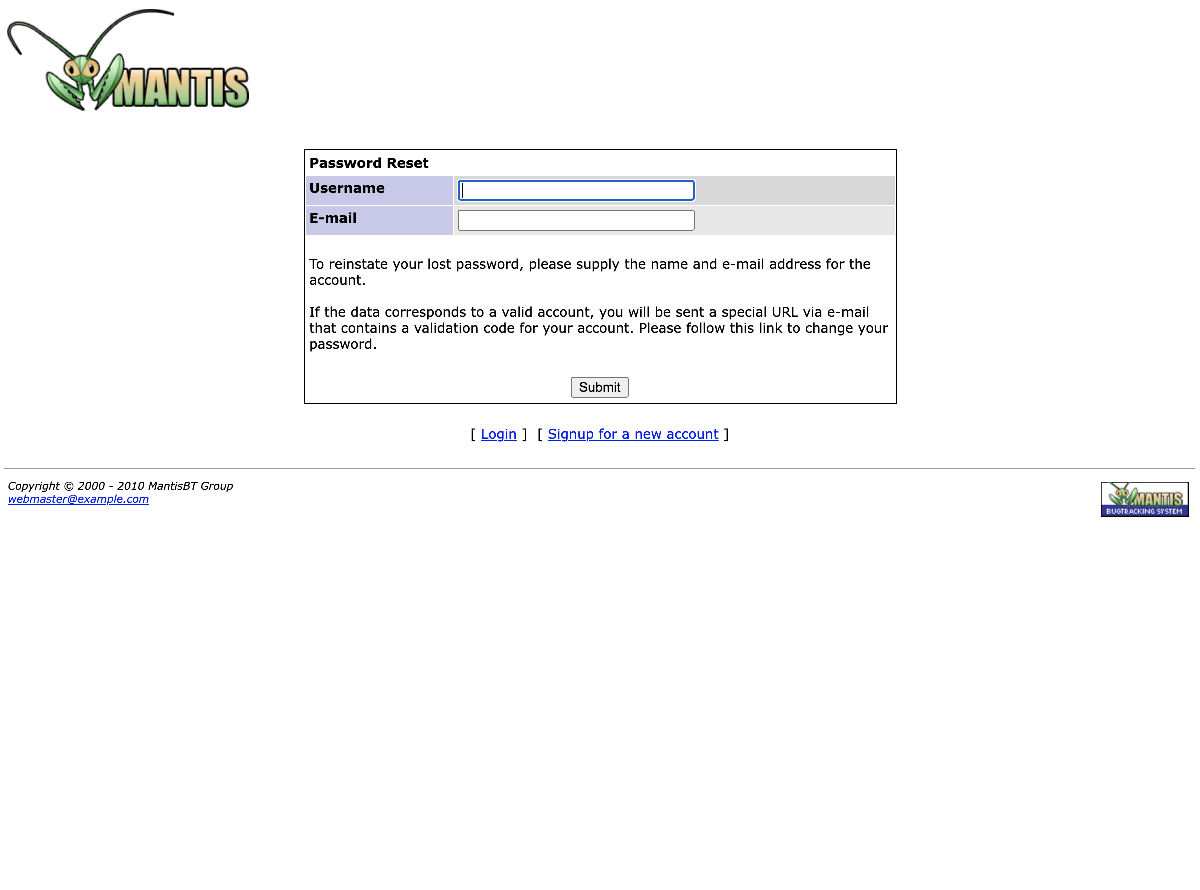 MANTIS
Password Reset
Username
E-mail
To reinstate your lost password, please supply the name and e-mail address for the
account.
If the data corresponds to a valid account, you will be sent a special URL via e-mail
that contains a validation code for your account. Please follow this link to change your
password.
Submit
[ Login ] [ Signup for a new account ]
Copyright © 2000 - 2010 MantisBT Group
webmaster@example.com
MANTIS
BUGTRACKING SYSTEM